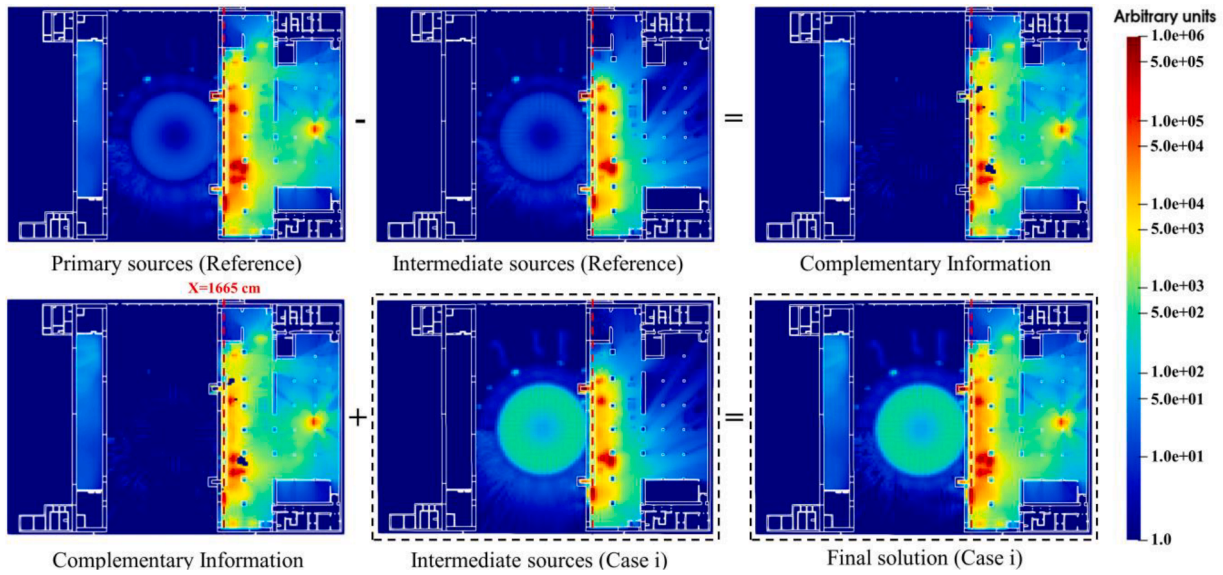 Arbitrary units
1.0e+06
5.0e+05
1.0e+05
5.0e+04
1.0e+04
5.0e+03
1.0e+03
5.0e+02
1.0e+02
5.0e+01
1.0e+01
1.0
-
=
Primary sources (Reference)
Intermediate sources (Reference)
Complementary Information
X=1665 cm
+
=
Complementary Information
Intermediate sources (Case i)
Final solution (Case i)